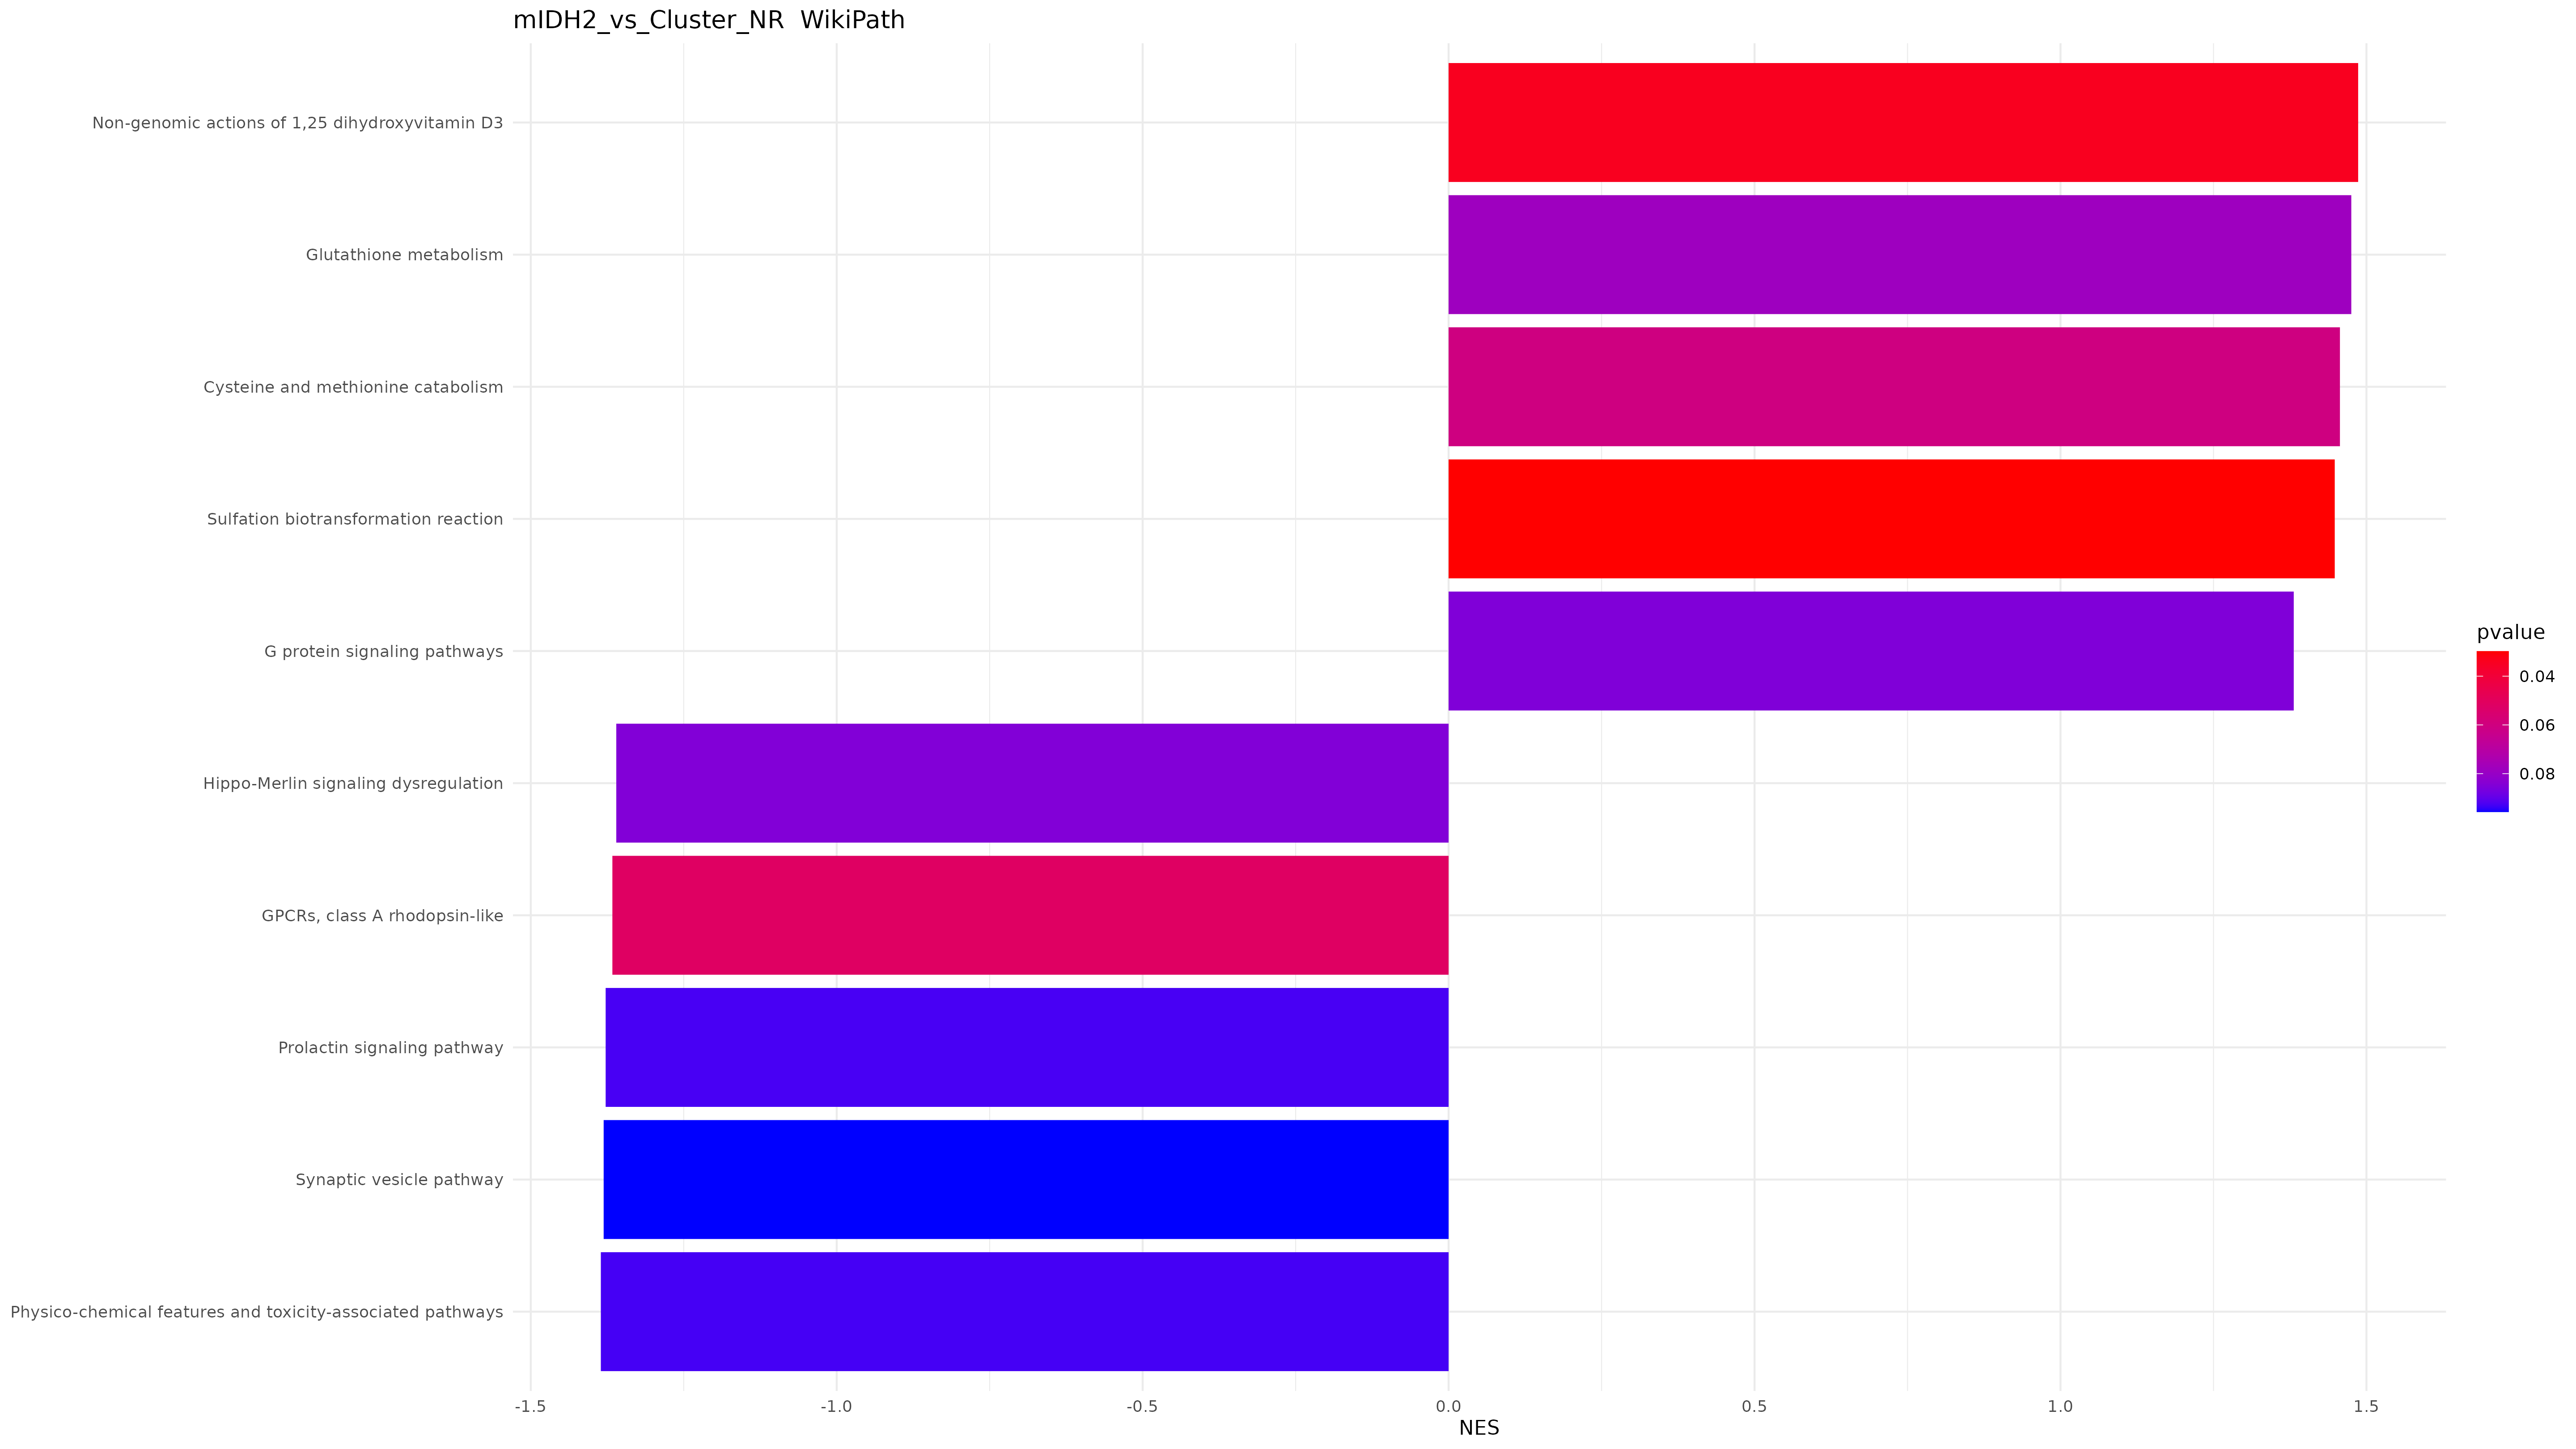 mIDH2_vs_Cluster_NR  WikiPath
Non-genomic actions of 1,25 dihydroxyvitamin D3
Glutathione metabolism
Cysteine and methionine catabolism
Sulfation biotransformation reaction
G protein signaling pathways
Hippo-Merlin signaling dysregulation
GPCRs, class A rhodopsin-like
Prolactin signaling pathway
Synaptic vesicle pathway
Physico-chemical features and toxicity-associated pathways
-1.5
-1.0
-0.5
0.0
0.5
1.0
1.5
NES
pvalue
0.04
0.06
0.08